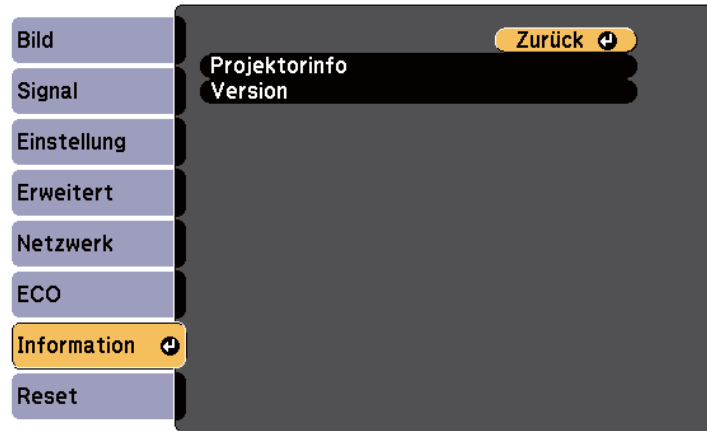 Bild
Signal
Einstellung
Erweitert
Netzwerk
ECO
Information
Reset
Zurück
Projektorinfo
Version